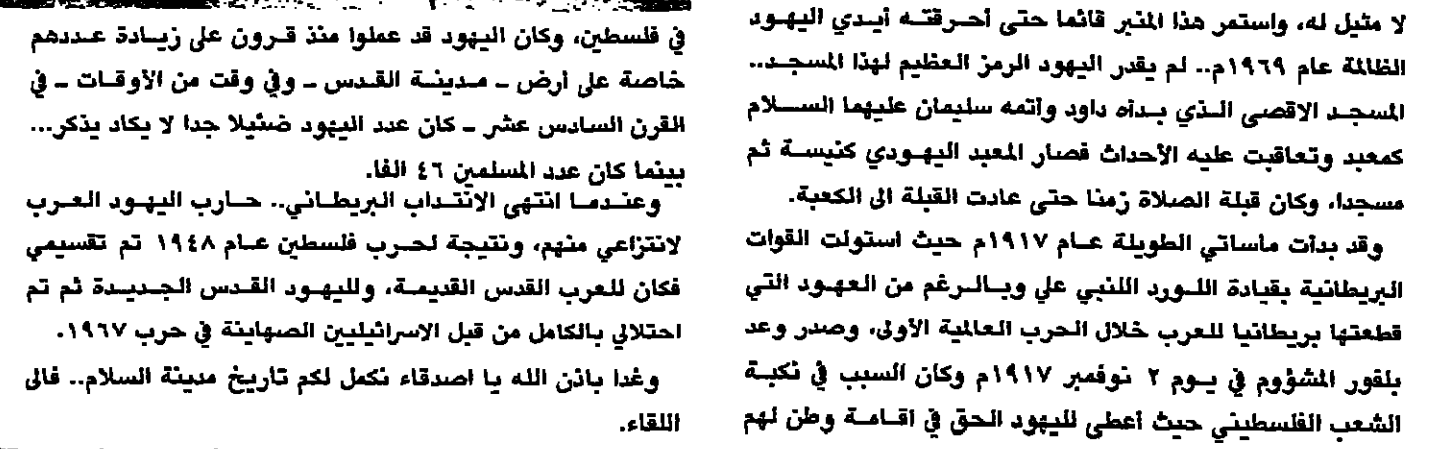 لا مثيل له، واستمر هذا المنبر قائما حتى أحرقته أيدي اليهود
الظالمة عام ١٩٦٩م.. لم يقدر اليهود الرمز العظيم لهذا المسجد..
المسجد الاقصى الذي بدأه داود وأتمه سليمان عليهما السلام
كمعبد وتعاقبت عليه الأحداث فصار المعبد اليهودي كنيسة ثم
مسجدا، وكان قبلة الصلاة زمنا حتى عادت القبلة الى الكعبة.
وقد بدأت مأساتي الطويلة عام ١٩١٧م حيث استولت القوات
البريطانية بقيادة اللورد اللنبي علي وبالرغم من العهود التي
قطعتها بريطانيا للعرب خلال الحرب العالمية الأولى، وصدر وعد
بلفور المشؤوم في يوم ٢ نوفمبر ١٩١٧م وكان السبب في نكبة
الشعب الفلسطيني حيث أعطى لليهود الحق في اقامة وطن لهم
في فلسطين، وكان اليهود قد عملوا منذ قرون على زيادة عددهم
خاصة على أرض ـ مدينة القدس ـ وفي وقت من الأوقات ـ في
القرن السادس عشر ـ كان عدد اليهود ضئيلا جدا لا يكاد يذكر...
بينما كان عدد المسلمين ٤٦ الفا.
وعندما انتهى الانتداب البريطاني.. حارب اليهود العرب
لانتزاعي منهم، ونتيجة لحرب فلسطين عام ١٩٤٨ تم تقسيمي
فكان للعرب القدس القديمة، ولليهود القدس الجديدة ثم تم
احتلالي بالكامل من قبل الاسرائيليين الصهاينة في حرب ١٩٦٧.
وغدا باذن الله يا اصدقاء نكمل لكم تاريخ مدينة السلام.. فالى
اللقاء.